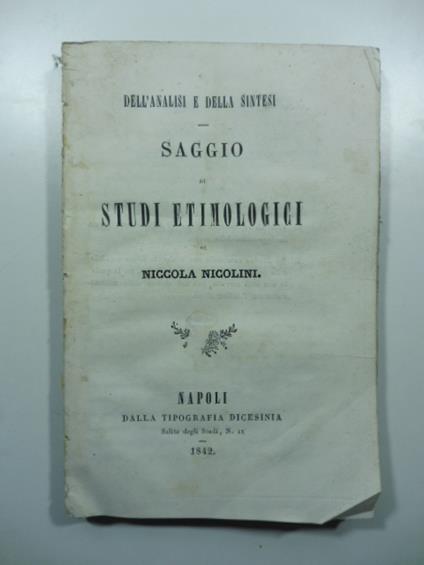 DELL'ANALISI E DELLA SINTESI
SAGGIO
DI
STUDI ETIMOLOGICI
DI
NICCOLA NICOLINI.
NAPOLI
DALLA TIPOGRAFIA DICESINIA
Salita degli Studi, N. 11
1842.